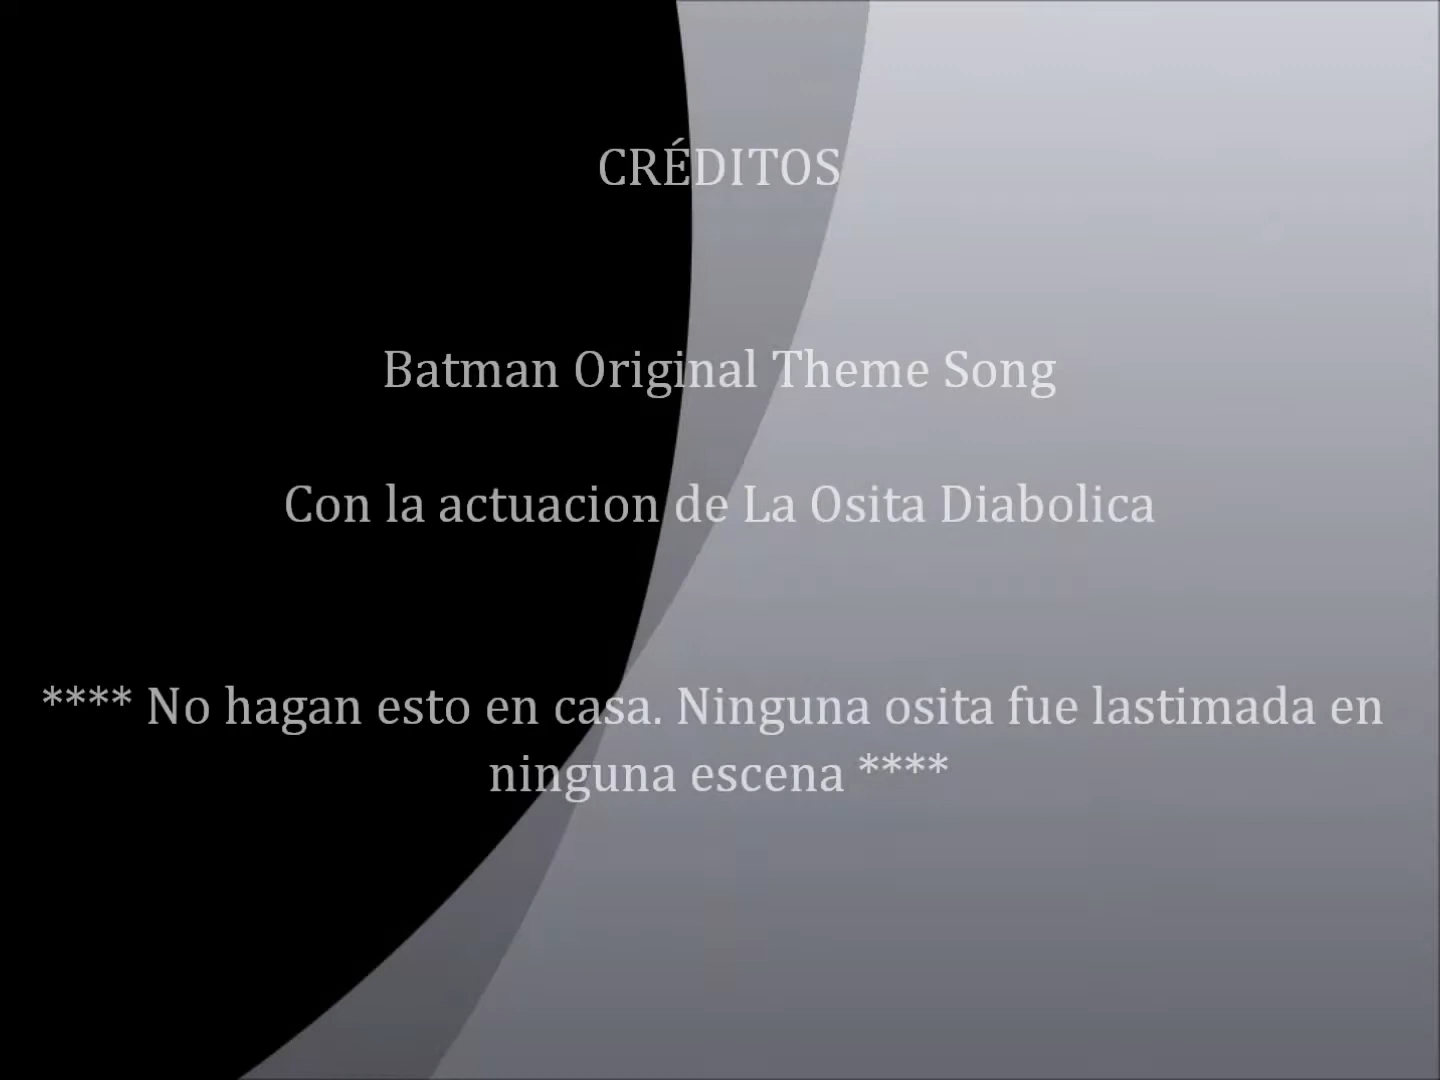 CRÉDITOS
Batman Original Theme Song
Con la actuacion de La Osita Diabolica
**** No hagan esto en casa. Ninguna osita fue lastimada en
ninguna escena ****